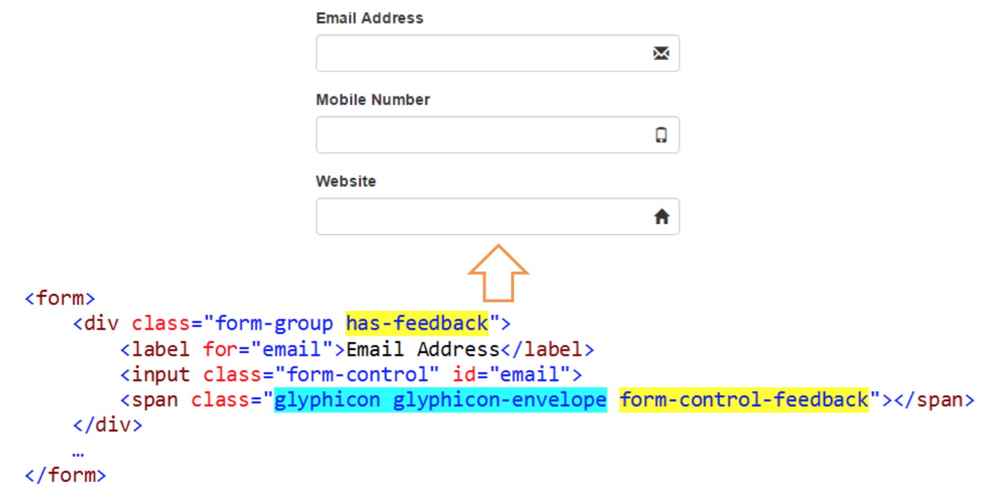 Email Address
Mobile Number
Website
<form>
<div class="form-group has-feedback">
<label for="email">Email Address</label>
<input class="form-control" id="email">
<span class="glyphicon glyphicon-envelope form-control-feedback"></span>
</div>
…
</form>